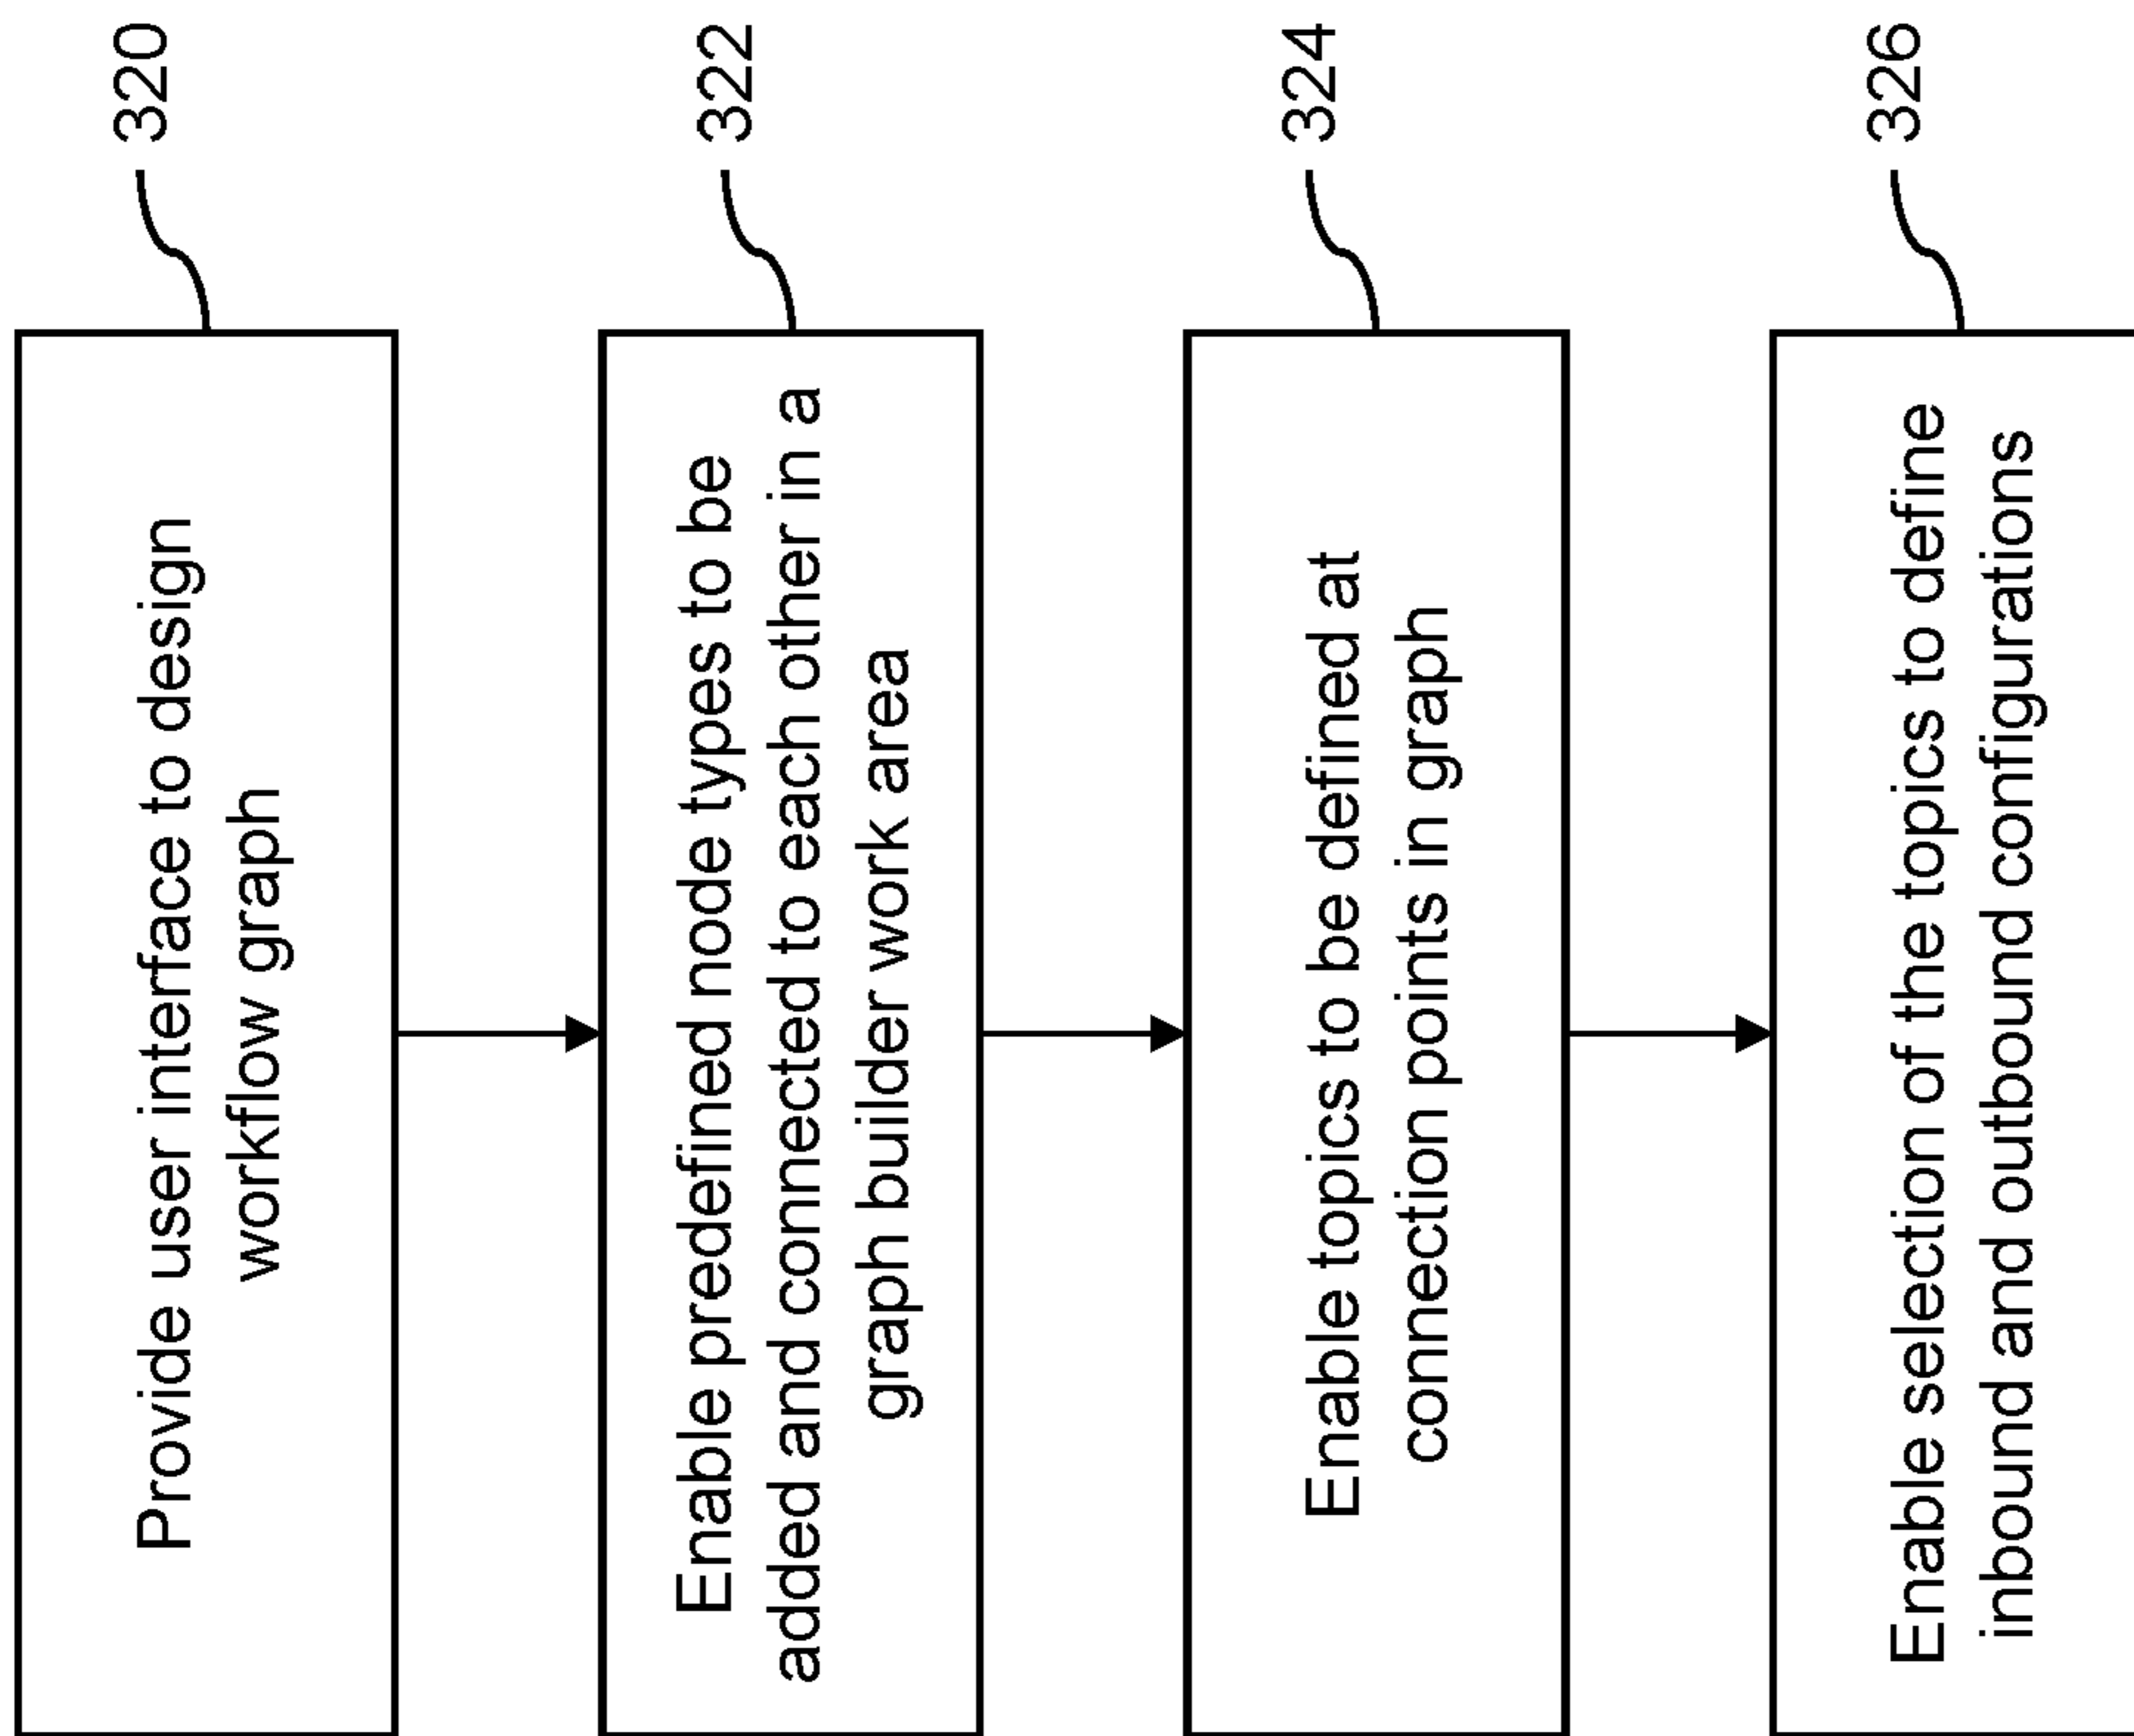 Provide user interface to design
workflow graph
320
Enable predefined node types to be
added and connected to each other in a
graph builder work area
322
Enable topics to be defined at
connection points in graph
324
Enable selection of the topics to define
inbound and outbound configurations
326